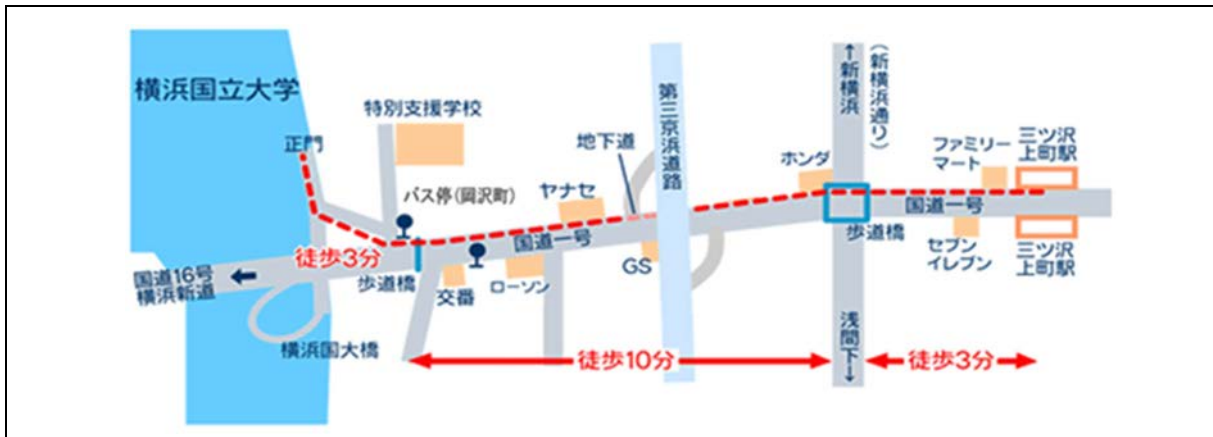 横浜国立大学
正門
特別支援学校
バス停(岡沢町)
地下道
ヤナセ
第三京浜道路
ホンダ
←新横浜
(新横浜通り)
ファミリー
マート
三ツ沢
上町駅
国道一号
国道一号
歩道橋
セブン
イレブン
三ツ沢
上町駅
徒歩3分
国道16号
横浜新道
歩道橋
交番
ローソン
GS
横浜国大橋
徒歩10分
浅間下→
徒歩3分